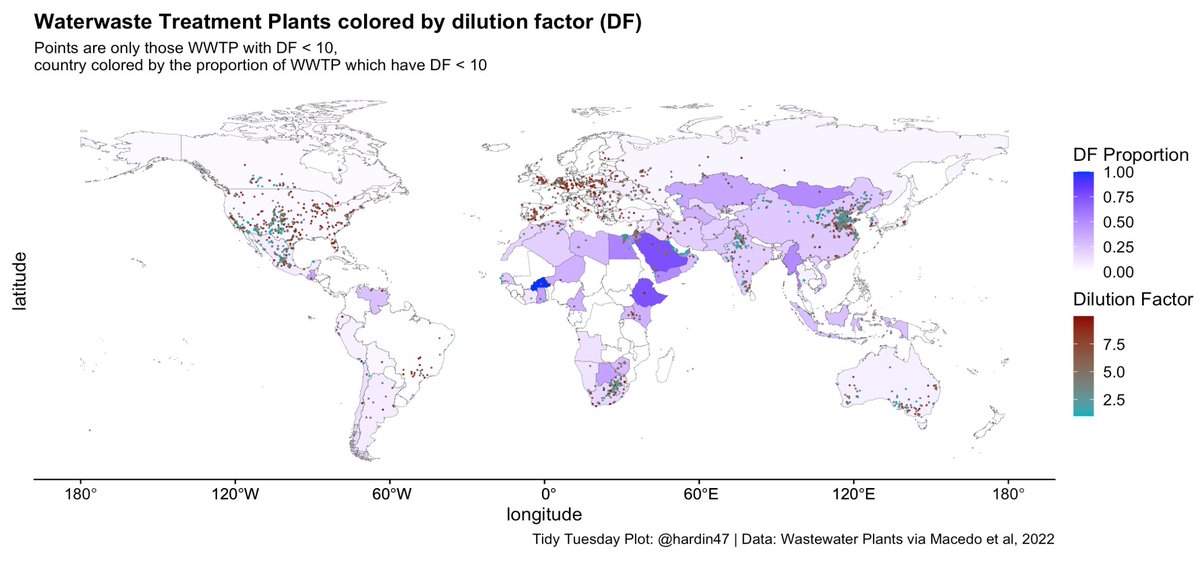 Waterwaste Treatment Plants colored by dilution factor (DF)
Points are only those WWTP with DF < 10,
country colored by the proportion of WWTP which have DF < 10
DF Proportion
1.00
0.75
0.50
0.25
0.00
Dilution Factor
7.5
5.0
2.5
latitude
180°
120°W
60°W
0°
60°E
120°E
180°
longitude
Tidy Tuesday Plot: @hardin47 | Data: Wastewater Plants via Macedo et al, 2022